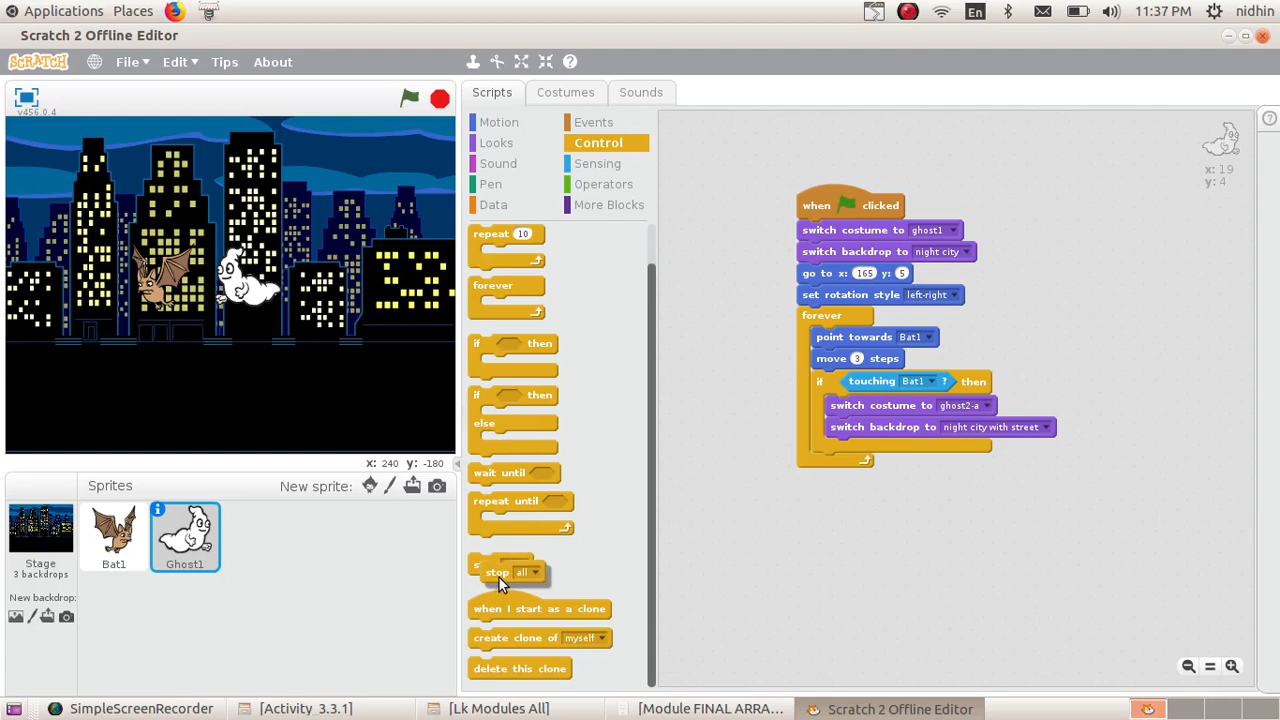 Applications Places En 11:37 PM nidhin
Scratch 2 Offline Editor
SCRATCH File Edit Tips About
v456.0.4
Scripts Costumes Sounds
Motion Events
Looks Control
Sound Sensing
Pen Operators
Data More Blocks
repeat 10
forever
if then
if then
else
wait until
repeat until
stop all
when I start as a clone
create clone of myself
delete this clone
x: 19
y: 4
when clicked
switch costume to ghost1
switch backdrop to night city
go to x: 165 y: 5
set rotation style left-right
forever
point towards Bat1
move 3 steps
if touching Bat1 ? then
switch costume to ghost2-a
switch backdrop to night city with street
x: 240 y: -180
Sprites New sprite:
Stage
3 backdrops
New backdrop:
Bat1
Ghost1
SimpleScreenRecorder [Activity_3.3.1] [Lk Modules All] [Module FINAL ARRA... Scratch 2 Offline Editor